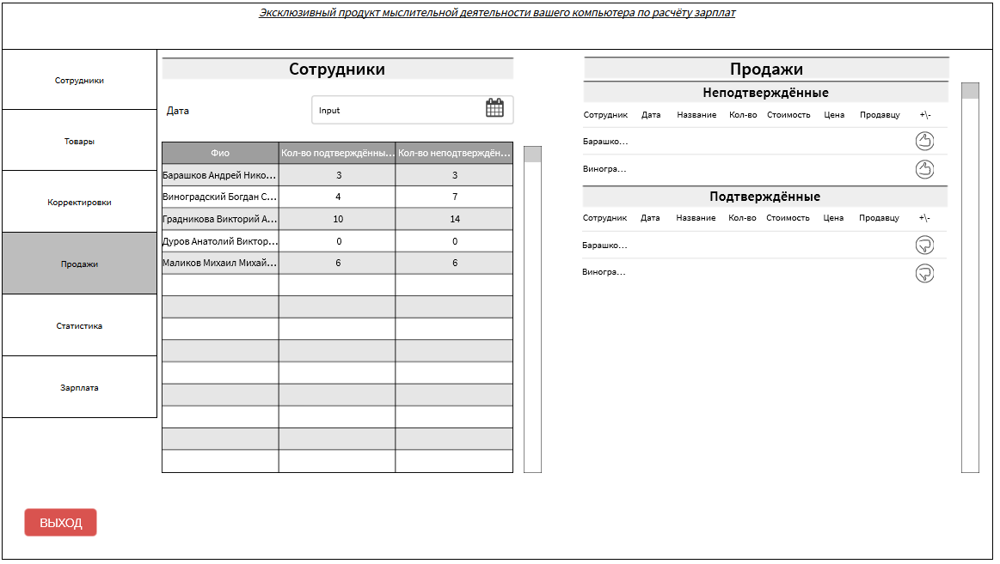 Эксклюзивный продукт мыслительной деятельности вашего компьютера по расчёту зарплат
Сотрудники
Товары
Корректировки
Продажи
Статистика
Зарплата
ВЫХОД
Сотрудники
Дата Input
Фио Кол-во подтверждённы... Кол-во неподтверждён...
Барашков Андрей Нико... 3 3
Виноградский Богдан С... 4 7
Градникова Викторий А... 10 14
Дуров Анатолий Виктор... 0 0
Маликов Михаил Михай... 6 6
Продажи
Неподтверждённые
Сотрудник Дата Название Кол-во Стоимость Цена Продавцу +\-
Барашко...
Виногра...
Подтверждённые
Сотрудник Дата Название Кол-во Стоимость Цена Продавцу +\-
Барашко...
Виногра...